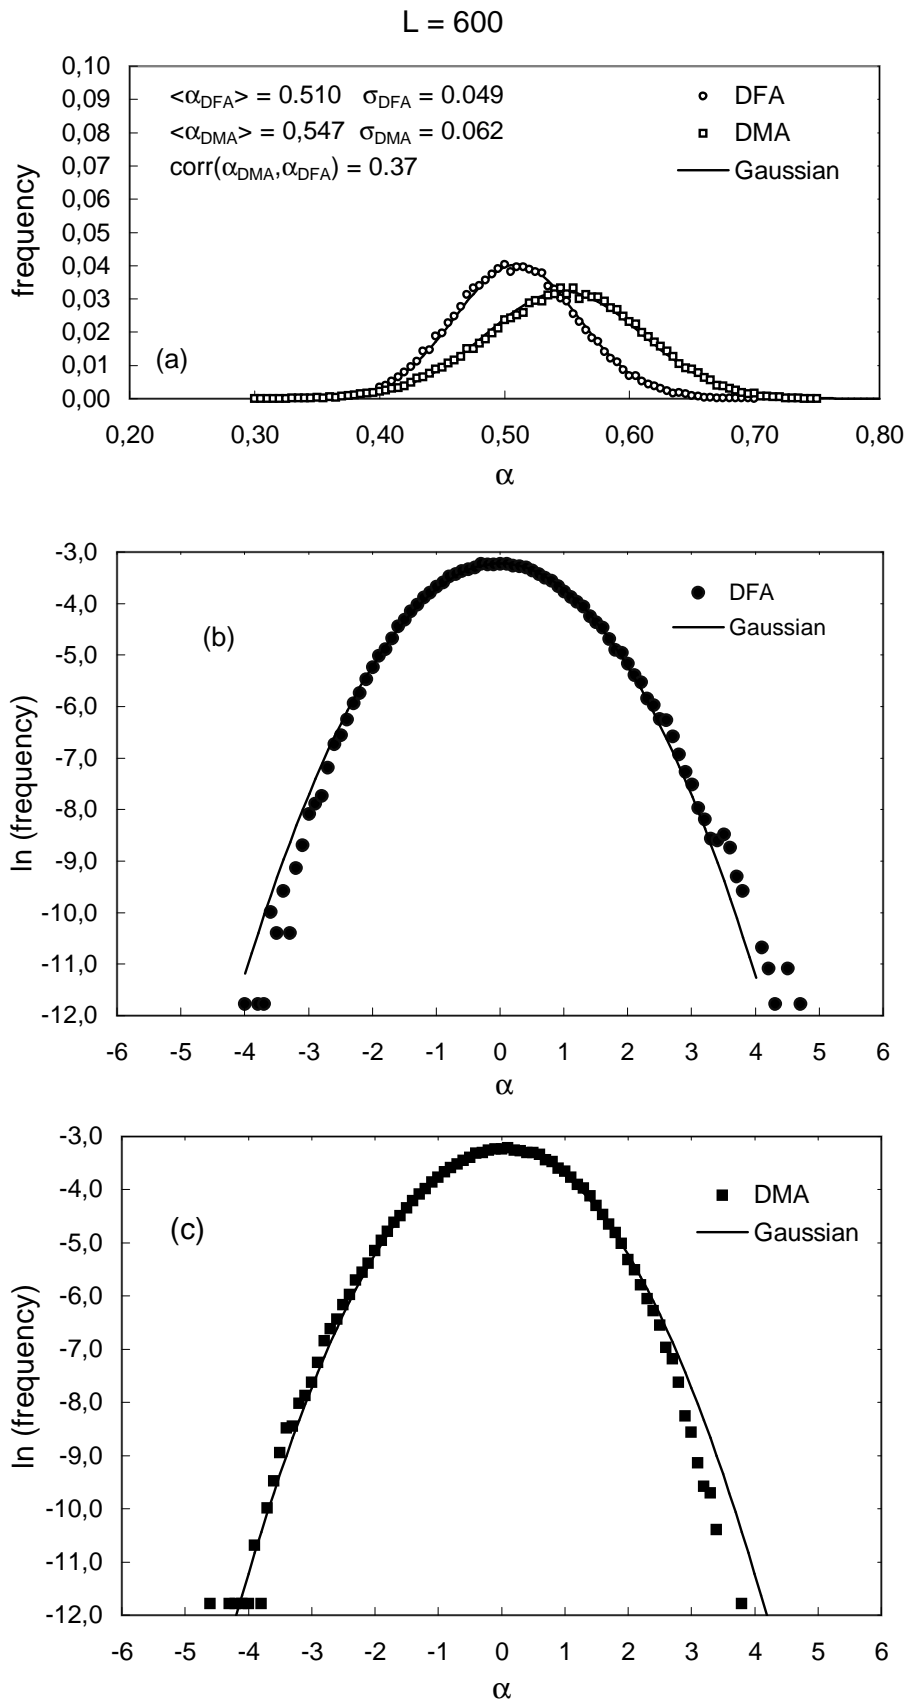 L = 600
0,10
0,09
0,08
0,07
0,06
0,05
0,04
0,03
0,02
0,01
0,00
frequency
<α_DFA> = 0.510 σ_DFA = 0.049
<α_DMA> = 0,547 σ_DMA = 0.062
corr(α_DMA,α_DFA) = 0.37
DFA
DMA
Gaussian
(a)
0,20 0,30 0,40 0,50 0,60 0,70 0,80
α
-3,0
-4,0
-5,0
-6,0
-7,0
-8,0
-9,0
-10,0
-11,0
-12,0
ln (frequency)
(b)
DFA
Gaussian
-6 -5 -4 -3 -2 -1 0 1 2 3 4 5 6
α
-3,0
-4,0
-5,0
-6,0
-7,0
-8,0
-9,0
-10,0
-11,0
-12,0
ln (frequency)
(c)
DMA
Gaussian
-6 -5 -4 -3 -2 -1 0 1 2 3 4 5 6
α